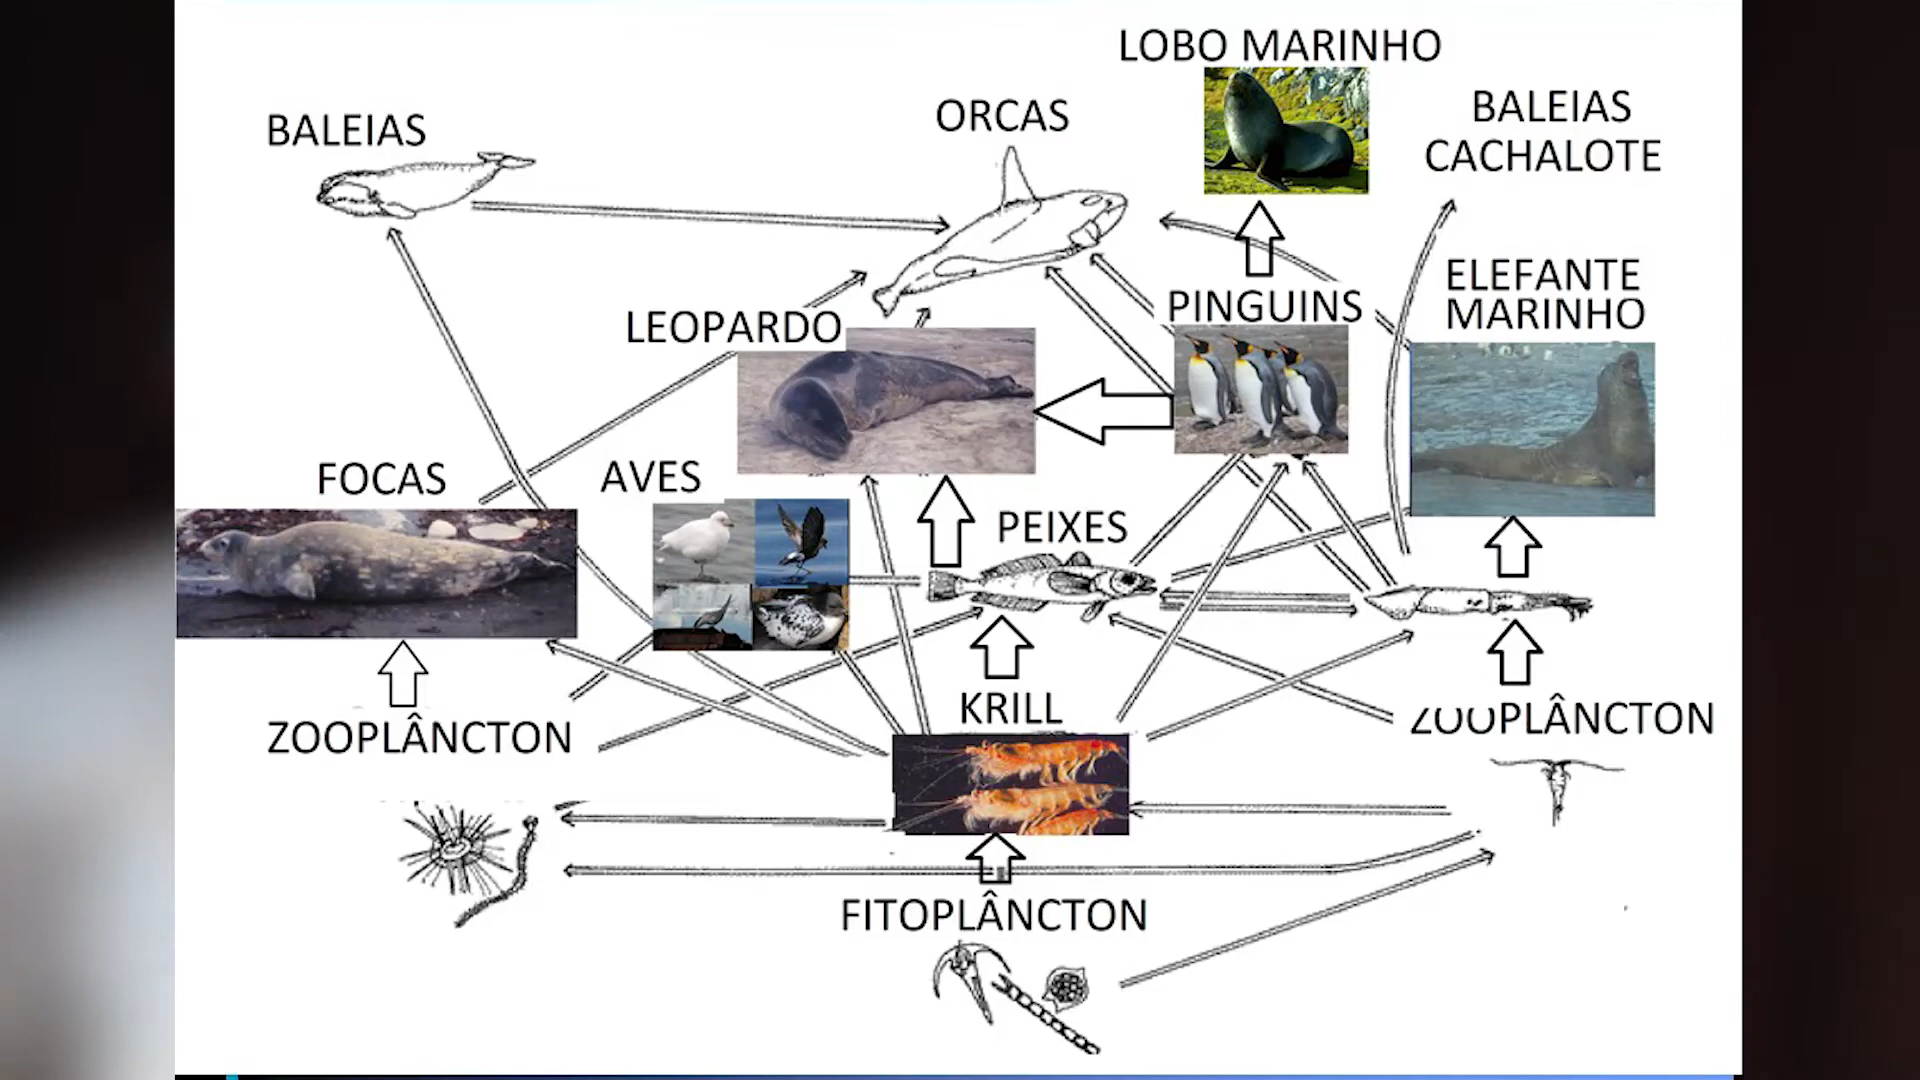 LOBO MARINHO
BALEIAS
ORCAS
BALEIAS
CACHALOTE
ELEFANTE
MARINHO
LEOPARDO
PINGUINS
FOCAS
AVES
PEIXES
KRILL
ZOOPLÂNCTON
ZOOPLÂNCTON
FITOPLÂNCTON